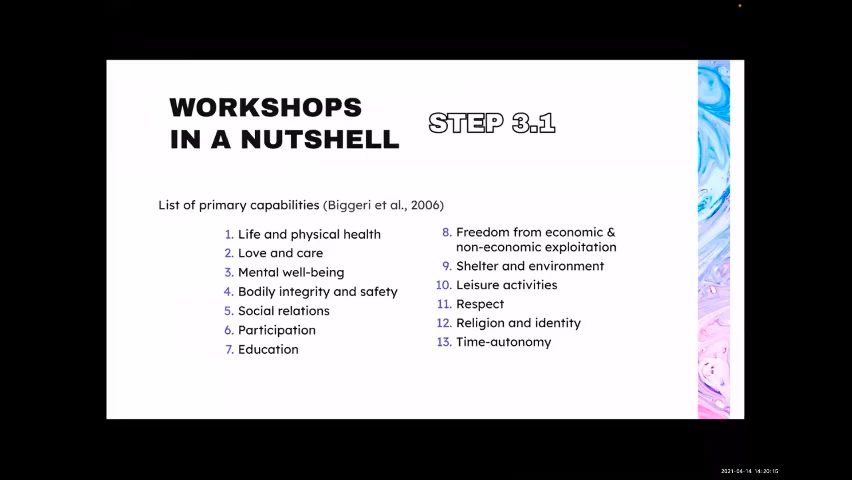 WORKSHOPS
IN A NUTSHELL
STEP 3.1
List of primary capabilities (Biggeri et al., 2006)
1. Life and physical health
2. Love and care
3. Mental well-being
4. Bodily integrity and safety
5. Social relations
6. Participation
7. Education
8. Freedom from economic &
non-economic exploitation
9. Shelter and environment
10. Leisure activities
11. Respect
12. Religion and identity
13. Time-autonomy
2021-04-14 14:20:15